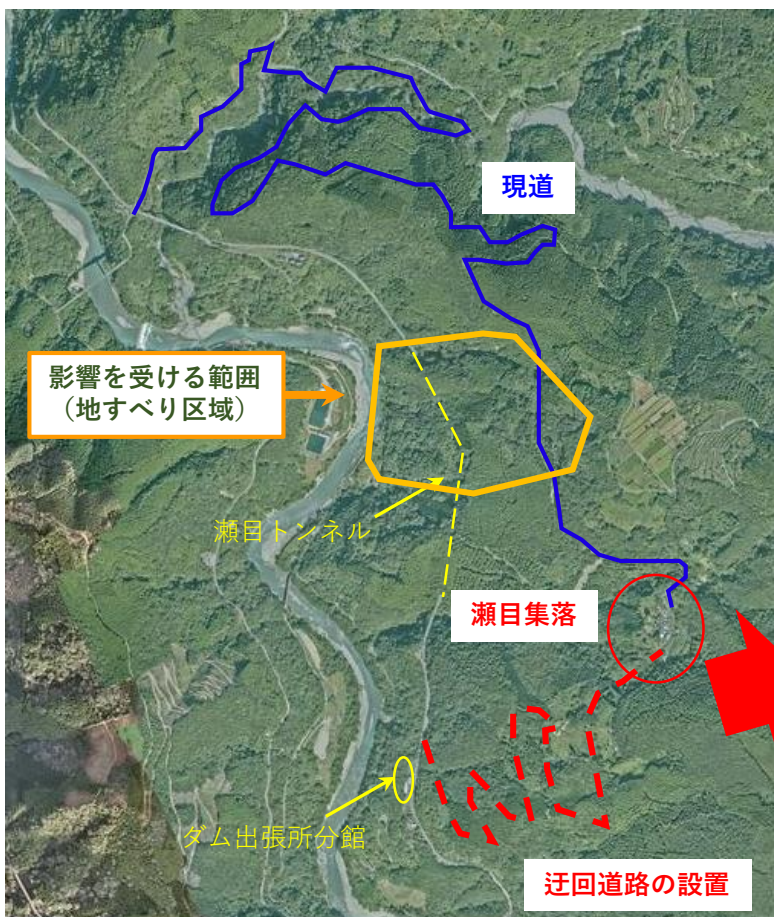 現道
影響を受ける範囲
（地すべり区域）
瀬目トンネル
瀬目集落
ダム出張所分館
迂回道路の設置